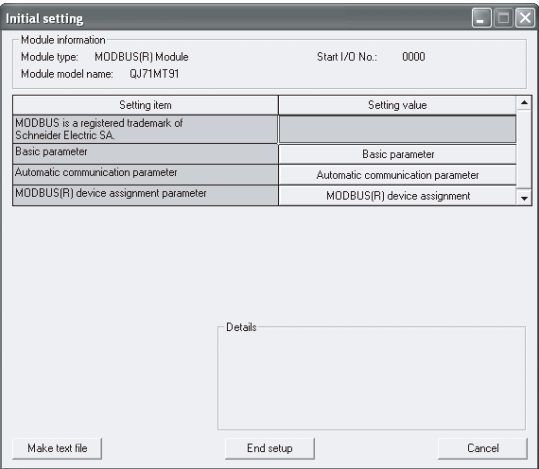 Initial setting
Module information
Module type: MODBUS(R) Module Start I/O No.: 0000
Module model name: QJ71MT91
Setting item Setting value
MODBUS is a registered trademark of
Schneider Electric SA.
Basic parameter Basic parameter
Automatic communication parameter Automatic communication parameter
MODBUS(R) device assignment parameter MODBUS(R) device assignment
Details
Make text file End setup Cancel